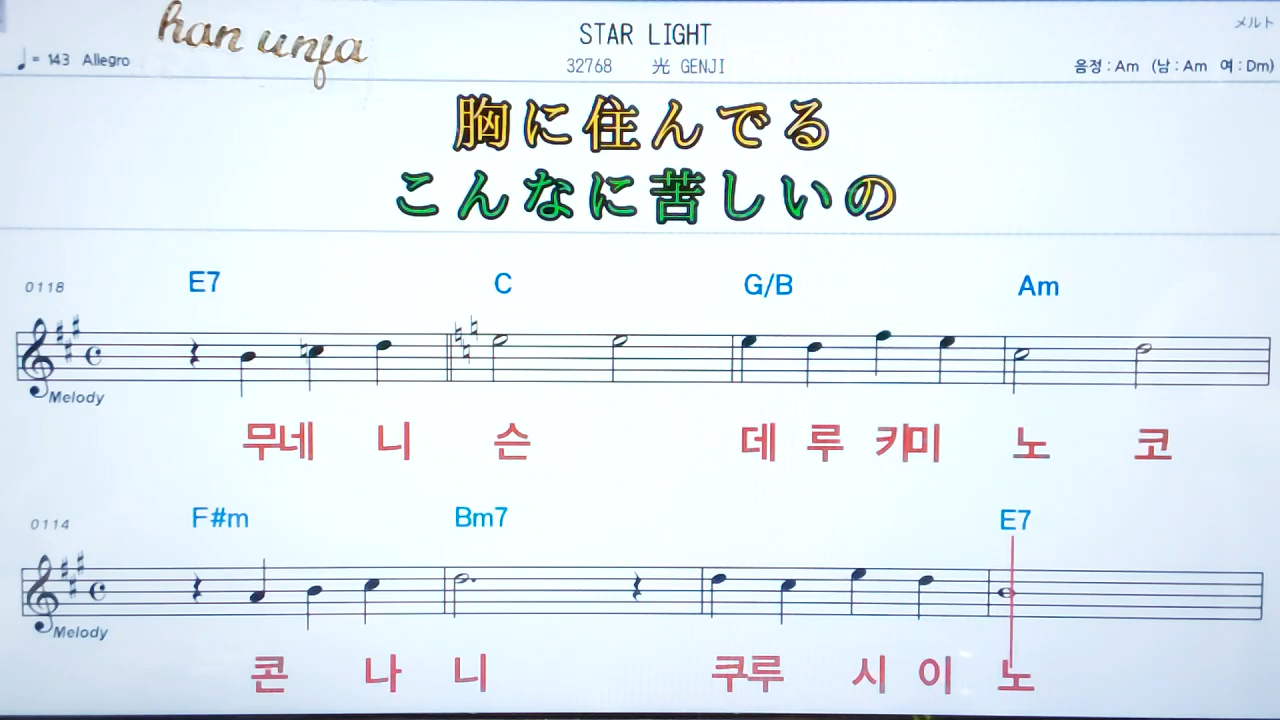 han unja
STAR LIGHT
メルト
♩= 143 Allegro
32768 光 GENJI
음정 : Am (남 : Am 여 : Dm)
胸に住んでる
こんなに苦しいの
0118
E7 C G/B Am
Melody
무네 니 슨 데 루 키미 노 코
0114
F#m Bm7 E7
Melody
콘 나 니 쿠루 시 이 노